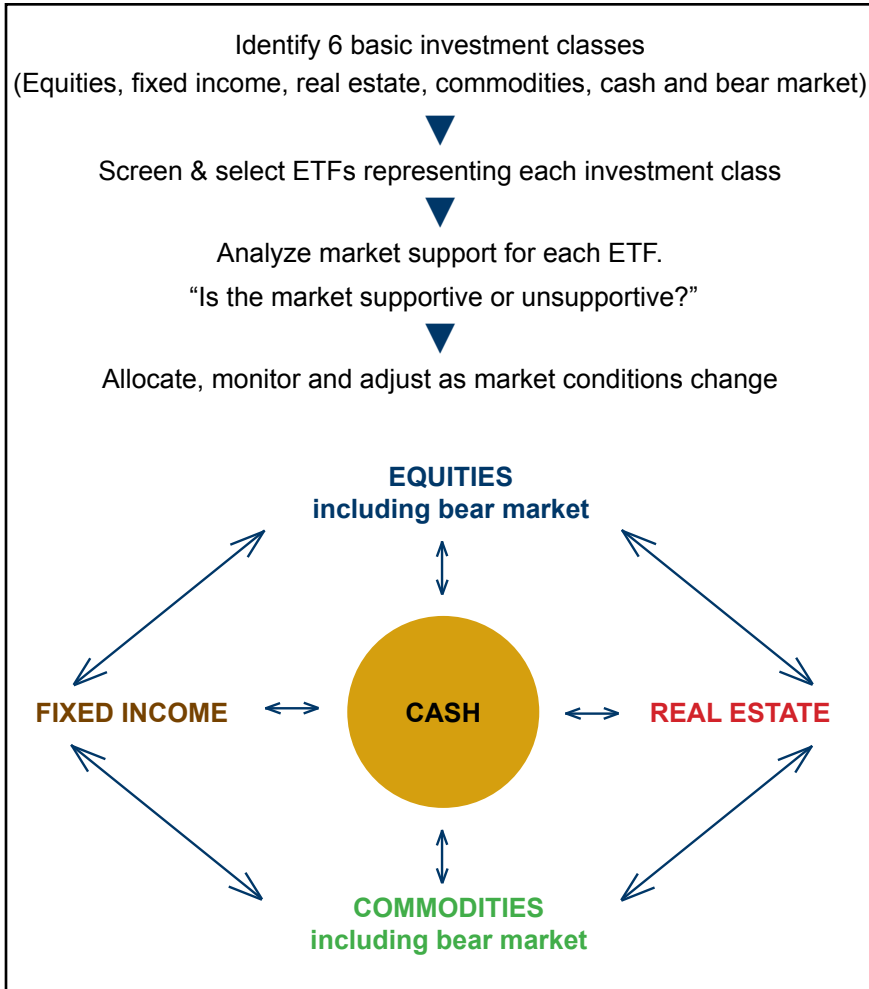 Identify 6 basic investment classes
(Equities, fixed income, real estate, commodities, cash and bear market)
Screen & select ETFs representing each investment class
Analyze market support for each ETF.
“Is the market supportive or unsupportive?”
Allocate, monitor and adjust as market conditions change
EQUITIES
including bear market
FIXED INCOME
CASH
REAL ESTATE
COMMODITIES
including bear market